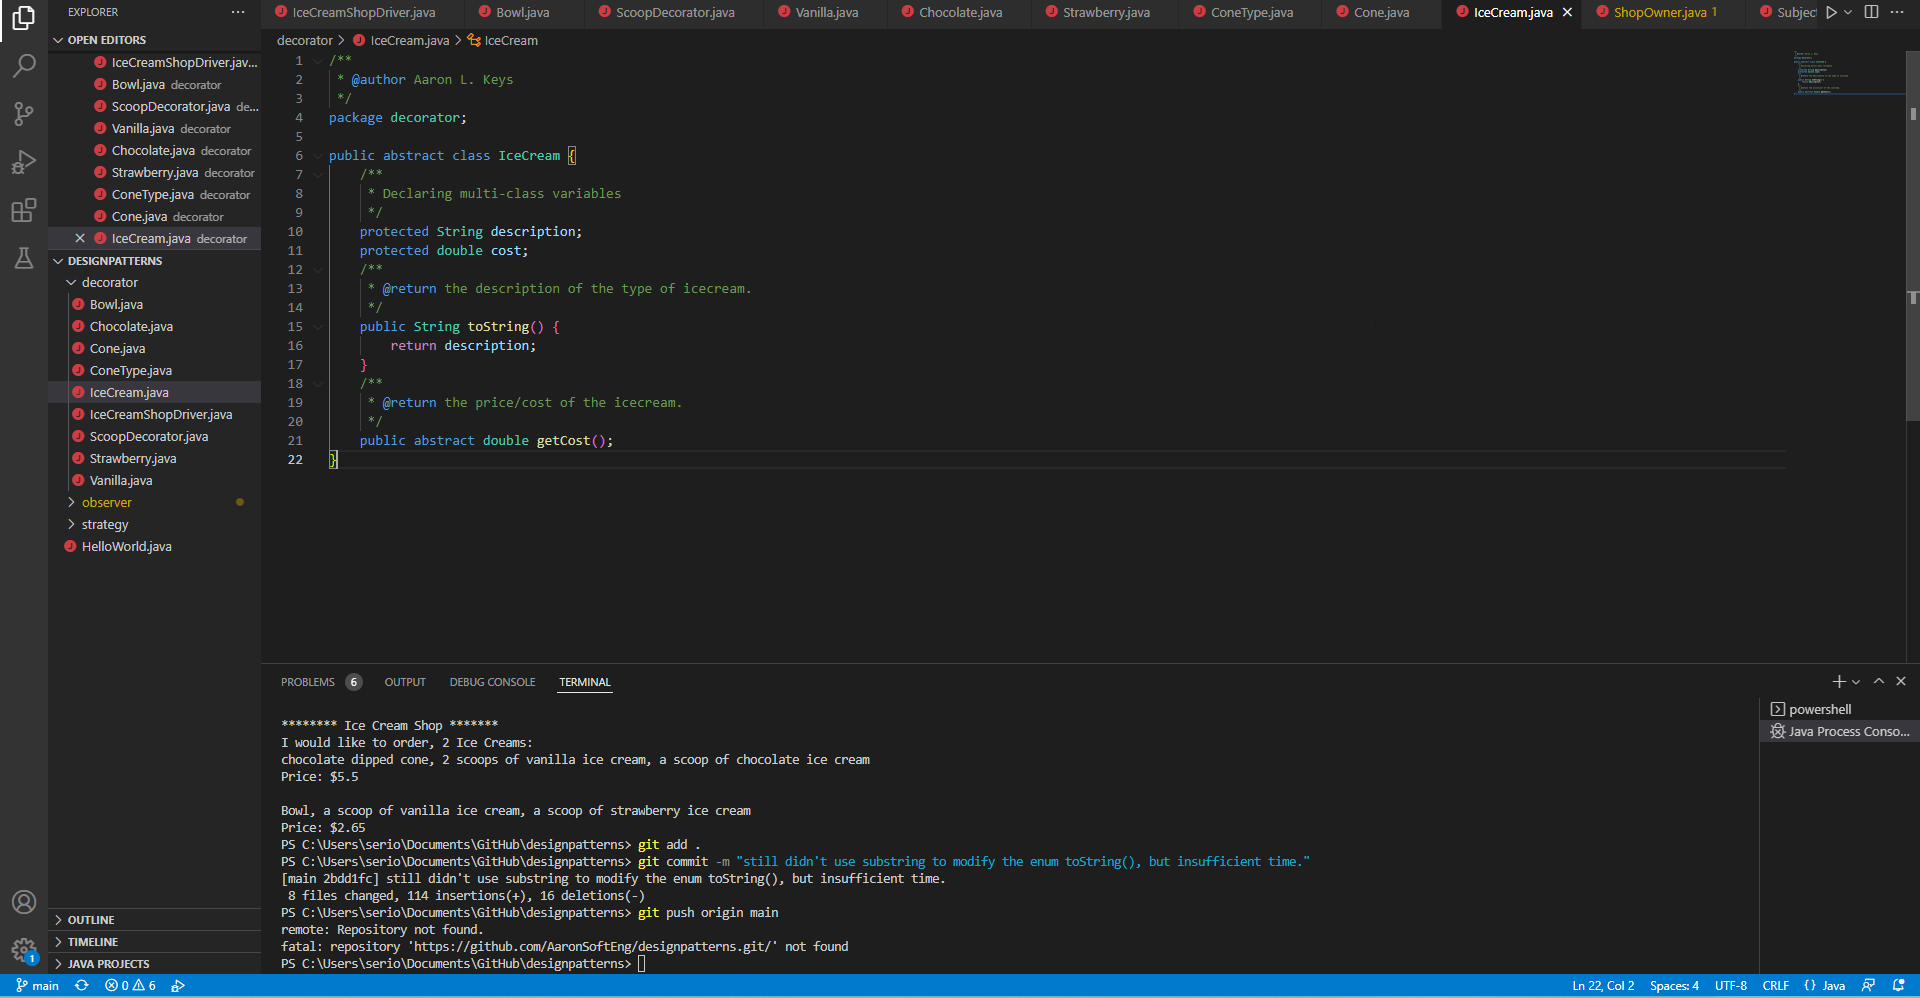 EXPLORER
OPEN EDITORS
IceCreamShopDriver.jav...
Bowl.java decorator
ScoopDecorator.java de...
Vanilla.java decorator
Chocolate.java decorator
Strawberry.java decorator
ConeType.java decorator
Cone.java decorator
IceCream.java decorator
DESIGNPATTERNS
decorator
Bowl.java
Chocolate.java
Cone.java
ConeType.java
IceCream.java
IceCreamShopDriver.java
ScoopDecorator.java
Strawberry.java
Vanilla.java
observer
strategy
HelloWorld.java
OUTLINE
TIMELINE
JAVA PROJECTS
1
IceCreamShopDriver.java Bowl.java ScoopDecorator.java Vanilla.java Chocolate.java Strawberry.java ConeType.java Cone.java IceCream.java ShopOwner.java 1 Subjec
decorator > IceCream.java > IceCream
1 /**
2  * @author Aaron L. Keys
3  */
4 package decorator;
5
6 public abstract class IceCream {
7     /**
8      * Declaring multi-class variables
9      */
10     protected String description;
11     protected double cost;
12     /**
13      * @return the description of the type of icecream.
14      */
15     public String toString() {
16         return description;
17     }
18     /**
19      * @return the price/cost of the icecream.
20      */
21     public abstract double getCost();
22 }
PROBLEMS 6 OUTPUT DEBUG CONSOLE TERMINAL
******** Ice Cream Shop *******
I would like to order, 2 Ice Creams:
chocolate dipped cone, 2 scoops of vanilla ice cream, a scoop of chocolate ice cream
Price: $5.5
Bowl, a scoop of vanilla ice cream, a scoop of strawberry ice cream
Price: $2.65
PS C:\Users\serio\Documents\GitHub\designpatterns> git add .
PS C:\Users\serio\Documents\GitHub\designpatterns> git commit -m "still didn't use substring to modify the enum toString(), but insufficient time."
[main 2bdd1fc] still didn't use substring to modify the enum toString(), but insufficient time.
 8 files changed, 114 insertions(+), 16 deletions(-)
PS C:\Users\serio\Documents\GitHub\designpatterns> git push origin main
remote: Repository not found.
fatal: repository 'https://github.com/AaronSoftEng/designpatterns.git/' not found
PS C:\Users\serio\Documents\GitHub\designpatterns>
powershell
Java Process Conso...
main 0 6 Ln 22, Col 2 Spaces: 4 UTF-8 CRLF {} Java